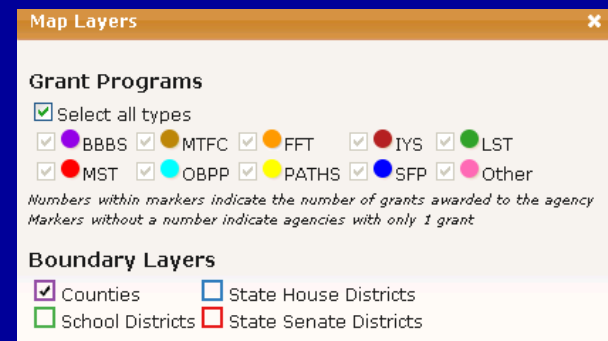 Map Layers
Grant Programs
Select all types
BBBS MTFC FFT IYS LST
MST OBPP PATHS SFP Other
Numbers within markers indicate the number of grants awarded to the agency
Markers without a number indicate agencies with only 1 grant
Boundary Layers
Counties State House Districts
School Districts State Senate Districts